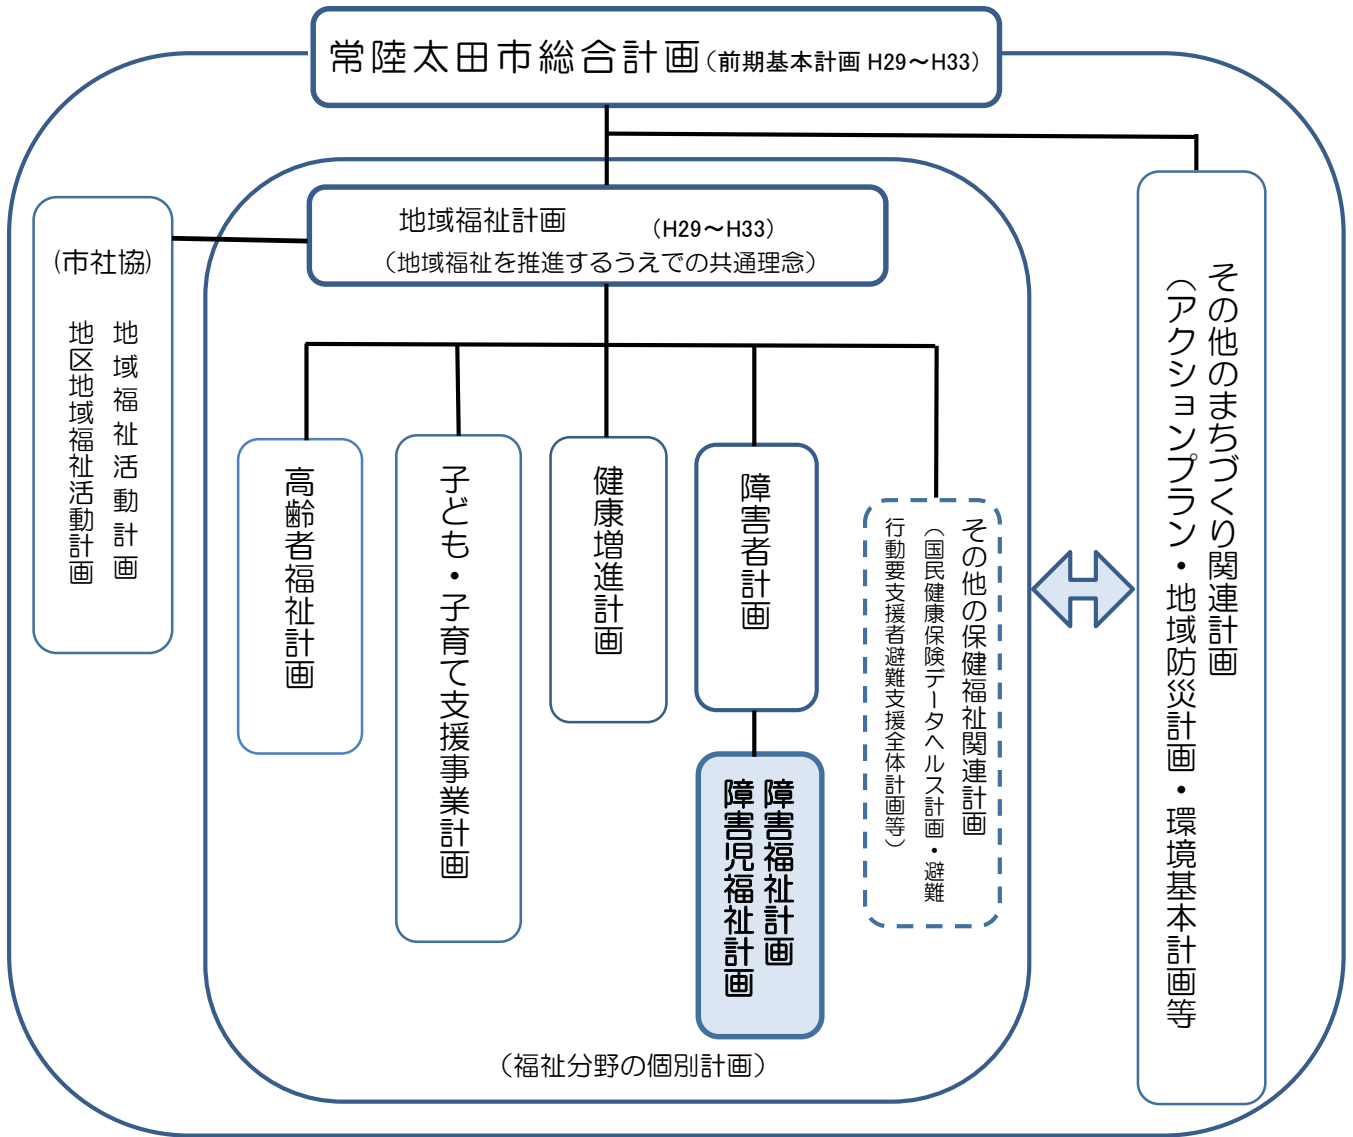 常陸太田市総合計画(前期基本計画 H29～H33)
地域福祉計画 (H29～H33)
(地域福祉を推進するうえでの共通理念)
(市社協)
地域福祉活動計画
地区地域福祉活動計画
高齢者福祉計画
子ども・子育て支援事業計画
健康増進計画
障害者計画
障害福祉計画
障害児福祉計画
その他の保健福祉関連計画
(国民健康保険データヘルス計画・避難
行動要支援者避難支援全体計画等)
その他のまちづくり関連計画
(アクションプラン・地域防災計画・環境基本計画等
(福祉分野の個別計画)